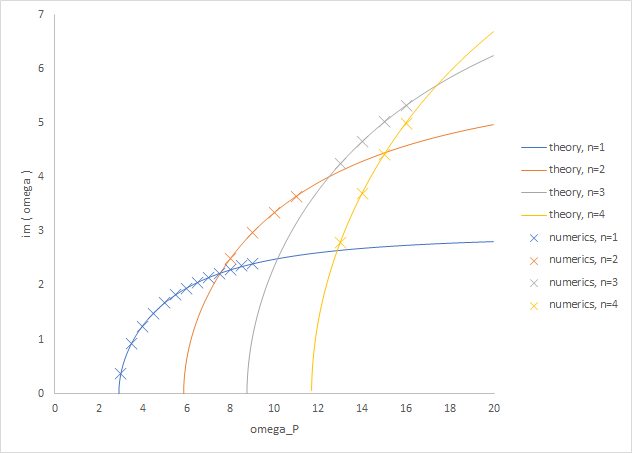 7
6
5
4
3
2
1
0
im ( omega )
0 2 4 6 8 10 12 14 16 18 20
omega_P
theory, n=1
theory, n=2
theory, n=3
theory, n=4
numerics, n=1
numerics, n=2
numerics, n=3
numerics, n=4